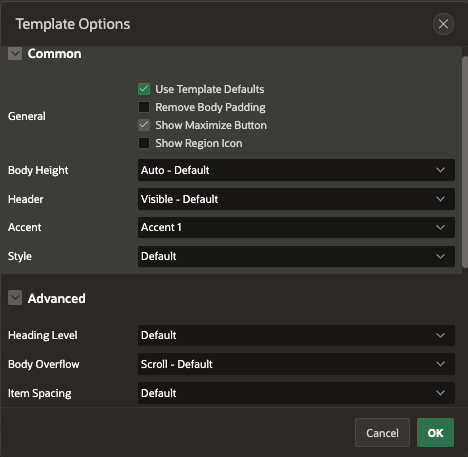 Template Options
Common
General
Use Template Defaults
Remove Body Padding
Show Maximize Button
Show Region Icon
Body Height Auto - Default
Header Visible - Default
Accent Accent 1
Style Default
Advanced
Heading Level Default
Body Overflow Scroll - Default
Item Spacing Default
Cancel OK